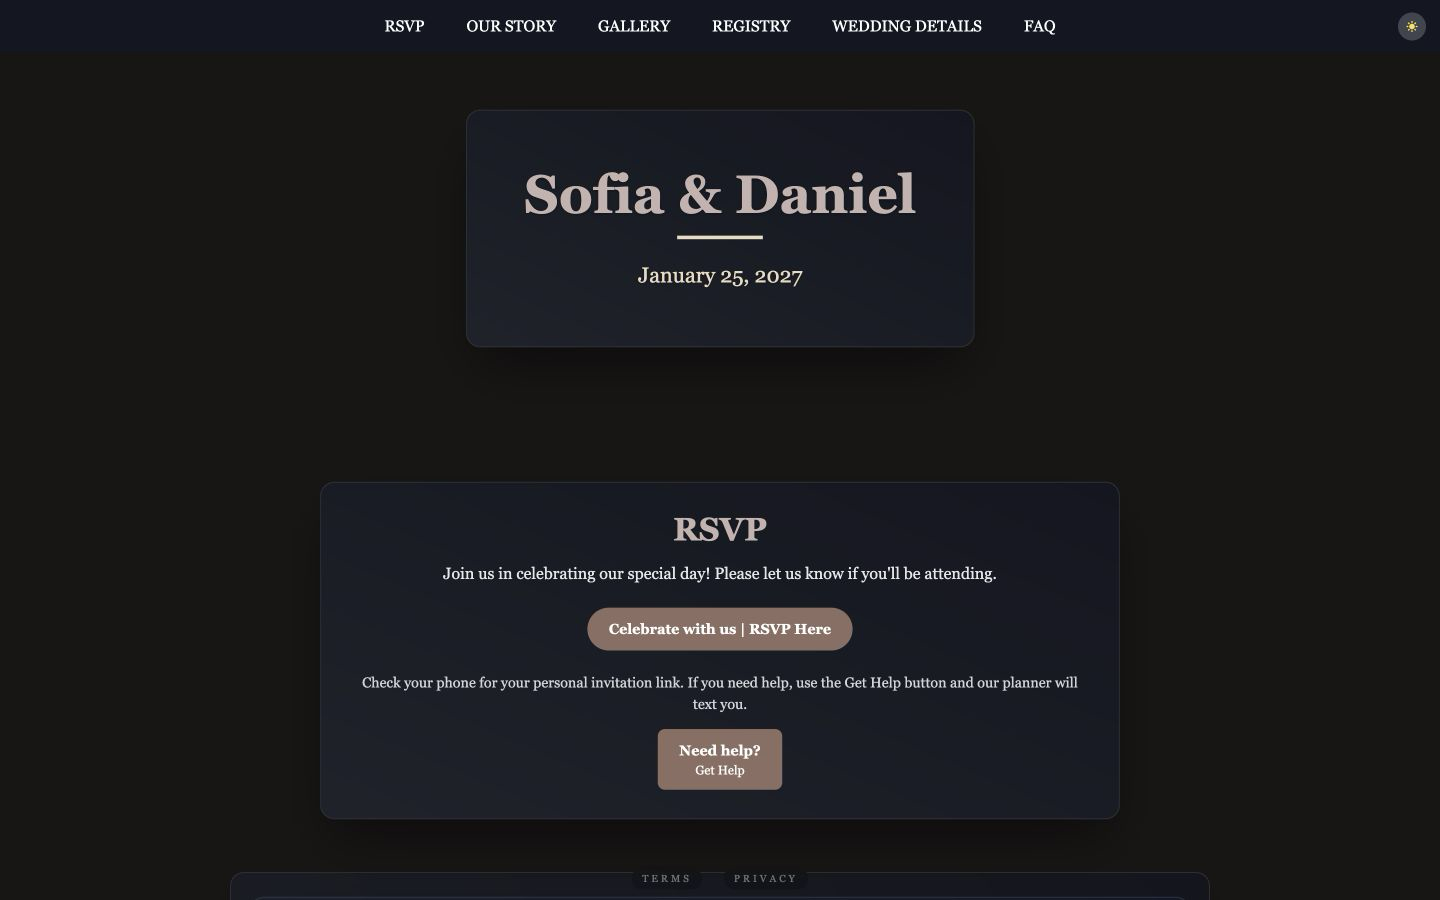 RSVP OUR STORY GALLERY REGISTRY WEDDING DETAILS FAQ
Sofia & Daniel
January 25, 2027
RSVP
Join us in celebrating our special day! Please let us know if you'll be attending.
Celebrate with us | RSVP Here
Check your phone for your personal invitation link. If you need help, use the Get Help button and our planner will
text you.
Need help?
Get Help
TERMS PRIVACY